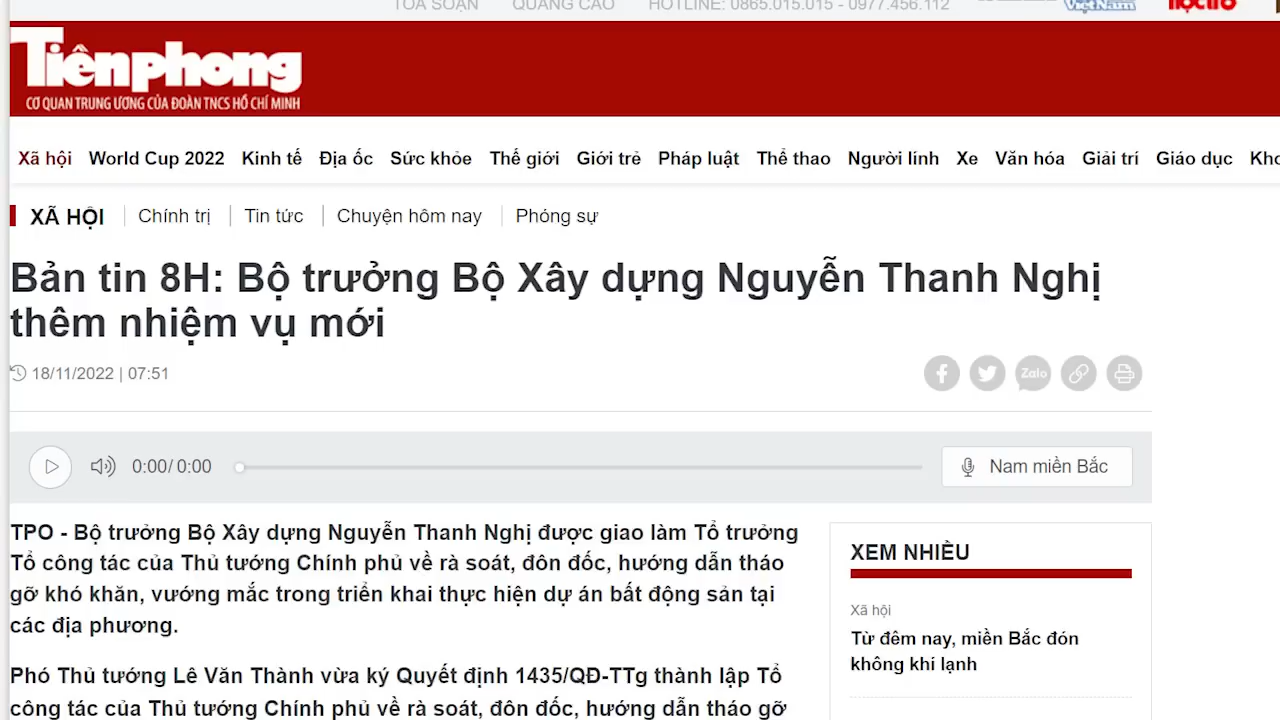 TÒA SOẠN QUẢNG CÁO HOTLINE: 0865.015.015 - 0977.456.112 ViệtNam
Tiềnphong
CƠ QUAN TRUNG ƯƠNG CỦA ĐOÀN TNCS HỒ CHÍ MINH
Xã hội World Cup 2022 Kinh tế Địa ốc Sức khỏe Thế giới Giới trẻ Pháp luật Thể thao Người lính Xe Văn hóa Giải trí Giáo dục
XÃ HỘI Chính trị Tin tức Chuyện hôm nay Phóng sự
Bản tin 8H: Bộ trưởng Bộ Xây dựng Nguyễn Thanh Nghị
thêm nhiệm vụ mới
18/11/2022 | 07:51
Zalo
0:00/ 0:00 Nam miền Bắc
TPO - Bộ trưởng Bộ Xây dựng Nguyễn Thanh Nghị được giao làm Tổ trưởng
Tổ công tác của Thủ tướng Chính phủ về rà soát, đôn đốc, hướng dẫn tháo
gỡ khó khăn, vướng mắc trong triển khai thực hiện dự án bất động sản tại
các địa phương.
Phó Thủ tướng Lê Văn Thành vừa ký Quyết định 1435/QĐ-TTg thành lập Tổ
công tác của Thủ tướng Chính phủ về rà soát, đôn đốc, hướng dẫn tháo gỡ
XEM NHIỀU
Xã hội
Từ đêm nay, miền Bắc đón
không khí lạnh